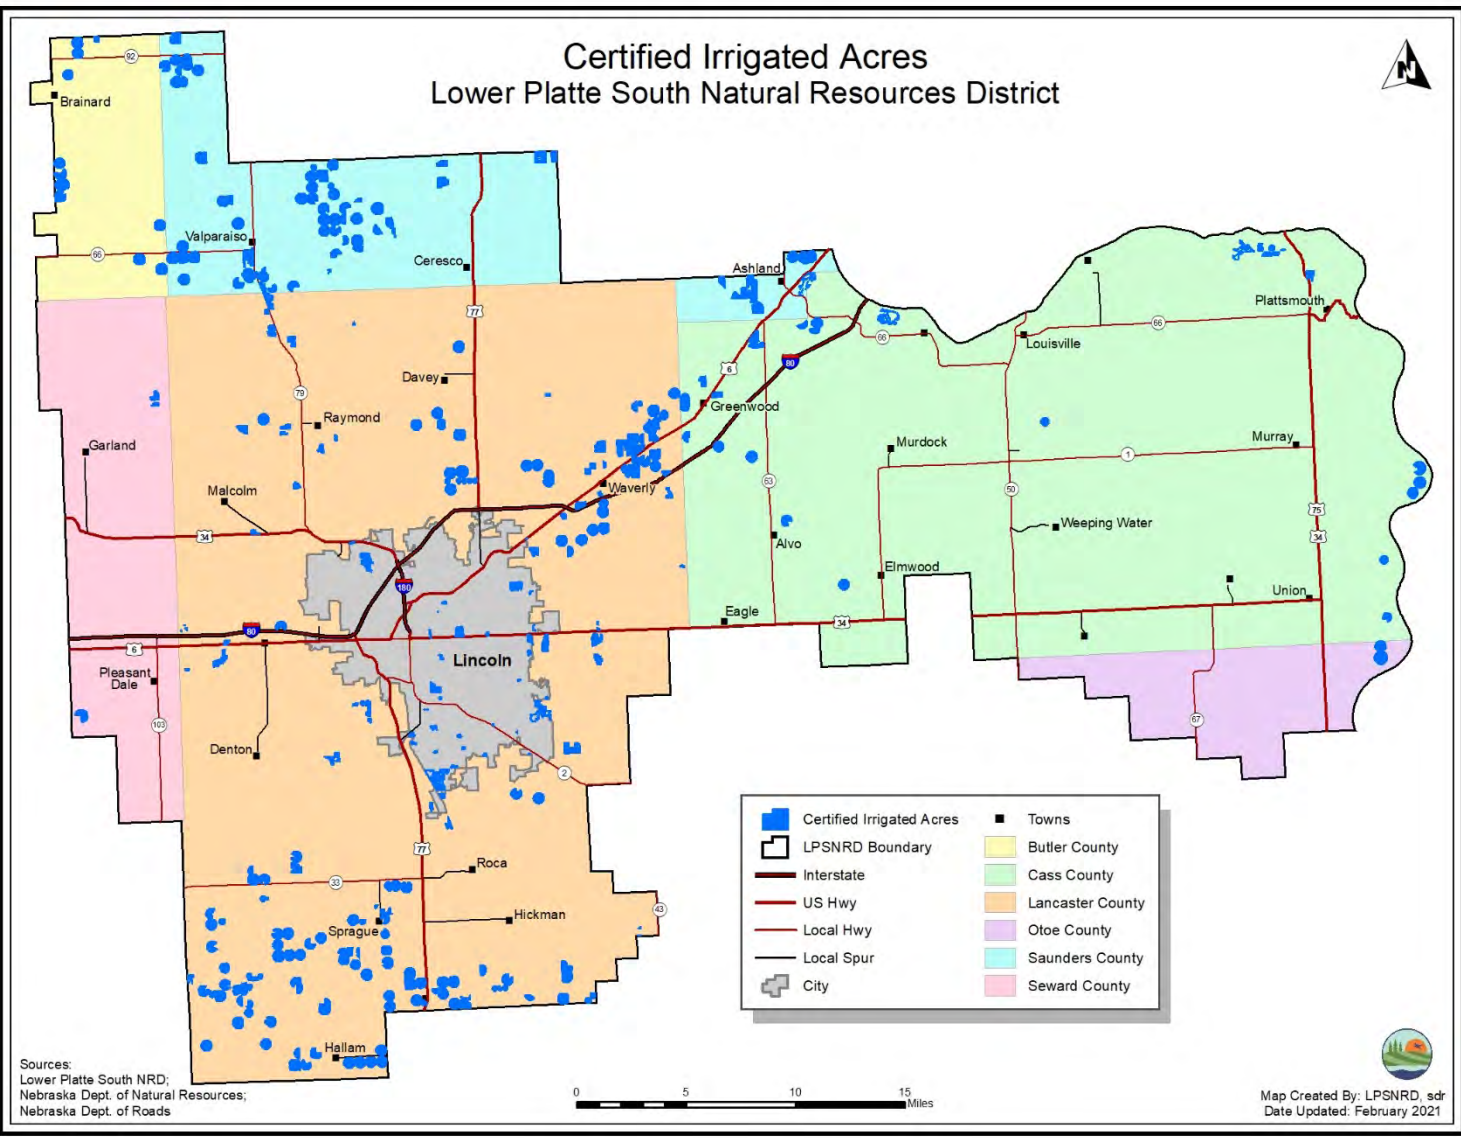 Certified Irrigated Acres
Lower Platte South Natural Resources District
N
92
Brainard
Valparaiso
66
Ceresco
Ashland
77
Plattsmouth
66
66
Louisville
80
6
Davey
79
Greenwood
Raymond
Garland
Murdock
Murray
1
63
Malcolm
Waverly
50
75
34
Weeping Water
34
Alvo
180
Elmwood
Union
Eagle
34
80
6
Lincoln
Pleasant
Dale
103
67
Denton
2
77
Roca
33
Hickman
43
Sprague
Hallam
Certified Irrigated Acres
LPSNRD Boundary
Interstate
US Hwy
Local Hwy
Local Spur
City
Towns
Butler County
Cass County
Lancaster County
Otoe County
Saunders County
Seward County
Sources:
Lower Platte South NRD;
Nebraska Dept. of Natural Resources;
Nebraska Dept. of Roads
0 5 10 15
Miles
Map Created By: LPSNRD, sdr
Date Updated: February 2021